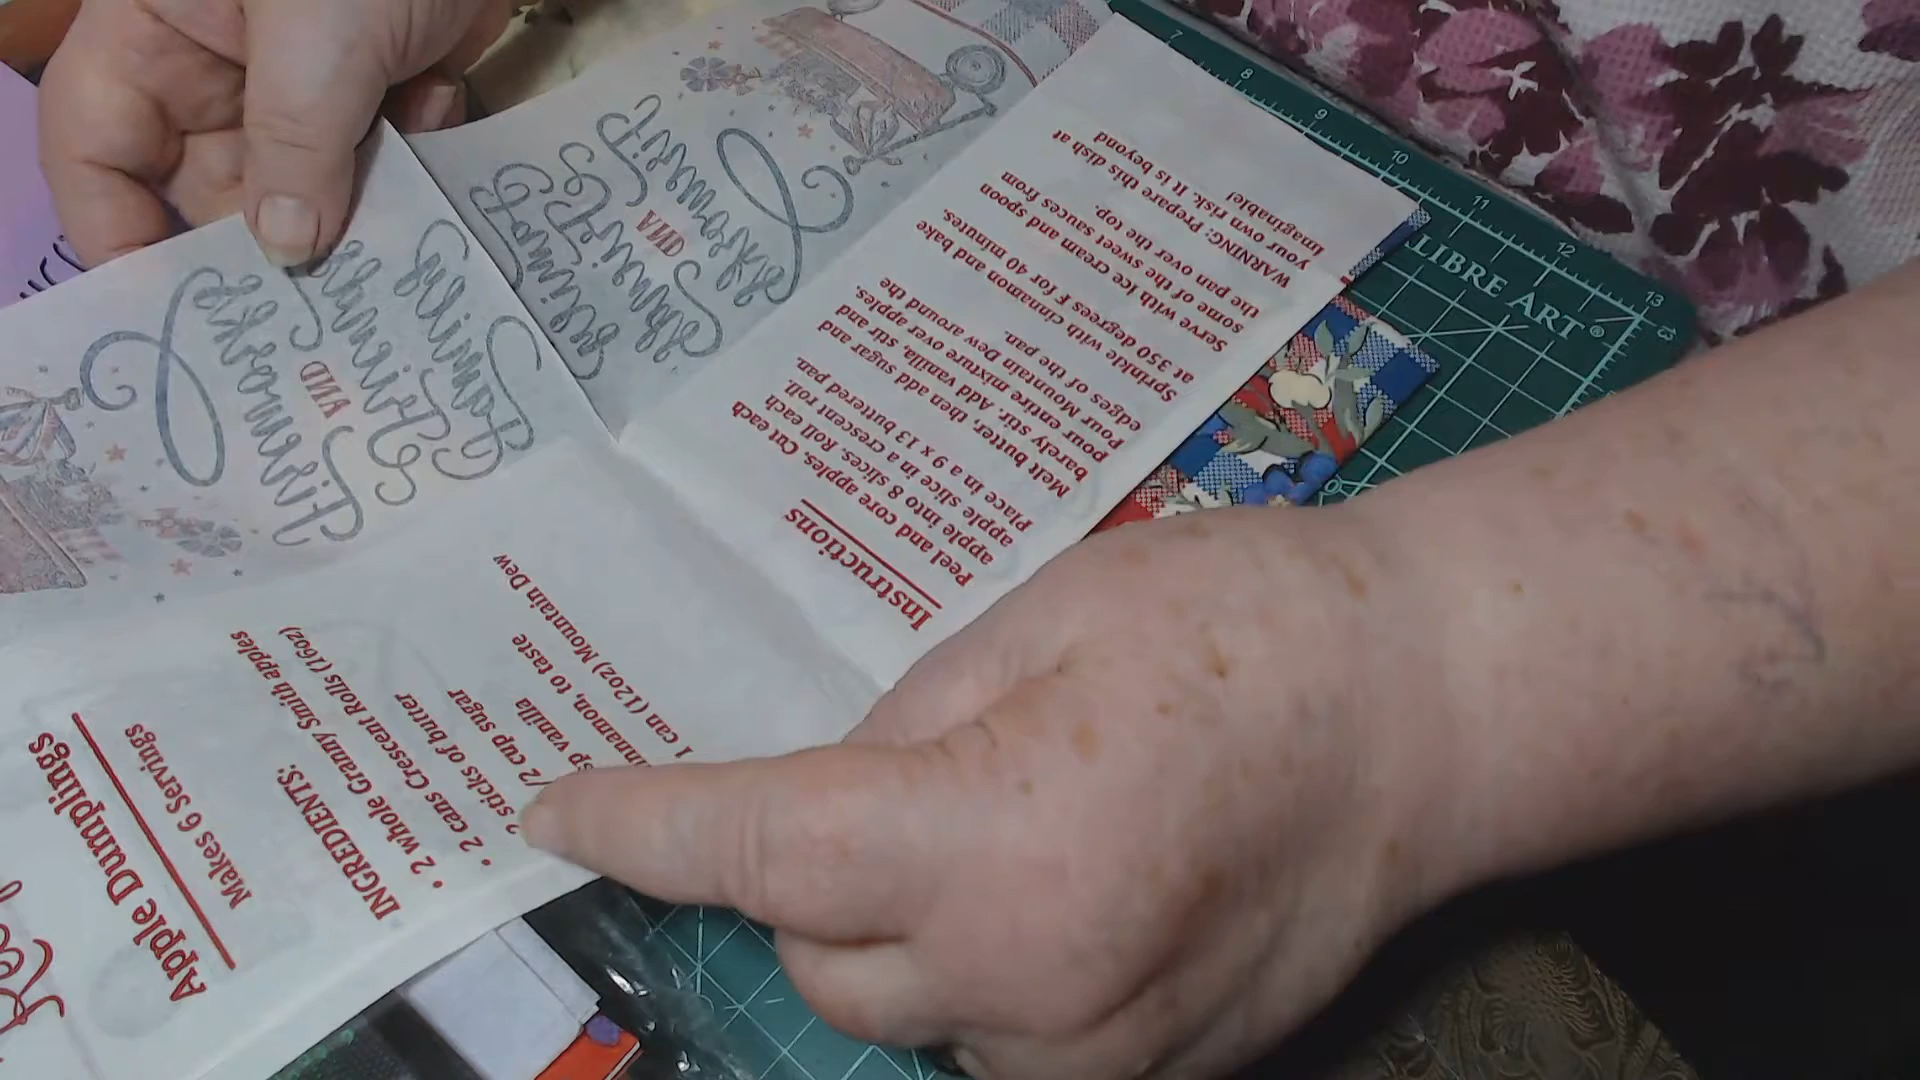 Apple Dumplings
Makes 6 Servings
INGREDIENTS:
• 2 whole Granny Smith apples
• 2 cans Crescent Rolls (16oz)
2 sticks of butter
/2 cup sugar
sp vanilla
innamon, to taste
1 can (12oz) Mountain Dew
Instructions
Peel and core apples. Cut each
apple into 8 slices. Roll each
apple slice in a crescent roll.
Place in a 9 x 13 buttered pan.
Melt butter, then add sugar and
barely stir. Add vanilla, stir and
Pour entire mixture over apples.
Pour Mountain Dew around the
edges of the pan.
Sprinkle with cinnamon and bake
at 350 degrees F for 40 minutes.
Serve with Ice cream and spoon
some of the sweet sauces from
the pan over the top.
WARNING: Prepare this dish at
your own risk. It is beyond
imaginable!
AND
AND
7
8
9
10
11
12
13
LIBRE ART®